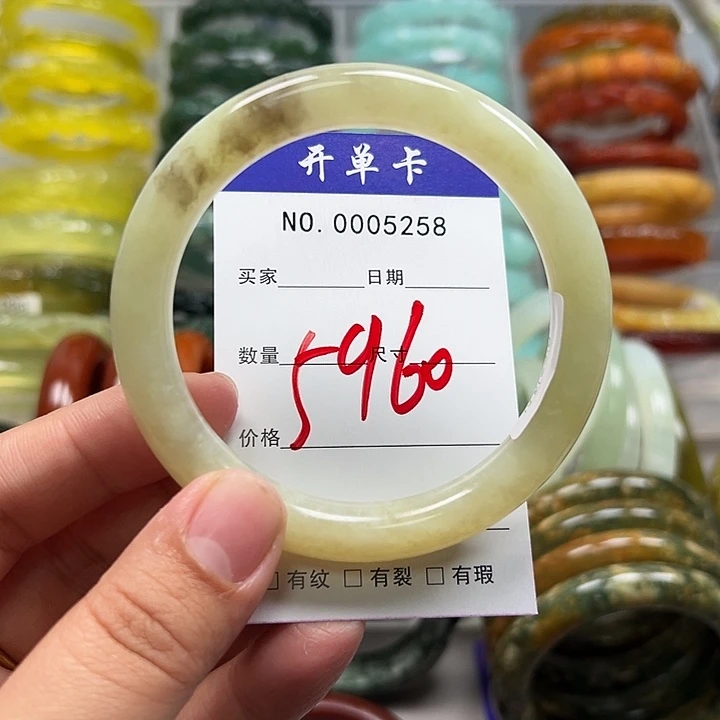 开单卡
NO. 0005258
买家 日期
数量 尺寸
5960
价格
□有纹 □有裂 □有瑕